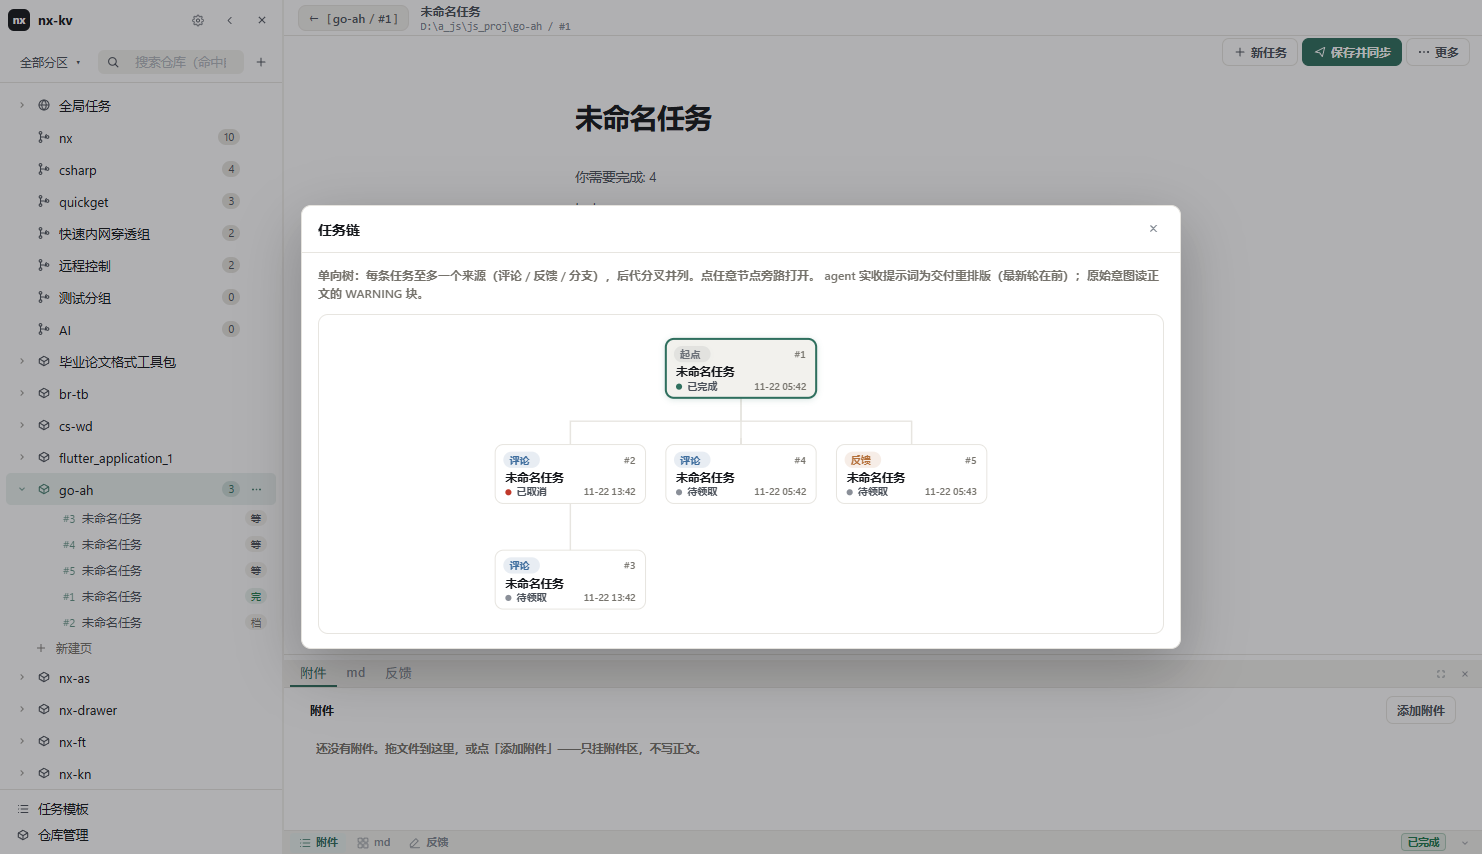 nx nx-kv
全部分区
搜索仓库（命中
全局任务
nx 10
csharp 4
quickget 3
快速内网穿透组 2
远程控制 2
测试分组 0
AI 0
毕业论文格式工具包
br-tb
cs-wd
flutter_application_1
go-ah 3 ···
#3 未命名任务 等
#4 未命名任务 等
#5 未命名任务 等
#1 未命名任务 完
#2 未命名任务 档
+ 新建页
nx-as
nx-drawer
nx-ft
nx-kn
任务模板
仓库管理
← [go-ah / #1]
未命名任务
D:\a_js\js_proj\go-ah / #1
+ 新任务
保存并同步
··· 更多
未命名任务
你需要完成: 4
任务链 ×
单向树：每条任务至多一个来源（评论 / 反馈 / 分支），后代分叉并列。点任意节点旁路打开。 agent 实收提示词为交付重排版（最新轮在前）；原始意图读正
文的 WARNING 块。
起点 #1
未命名任务
已完成 11-22 05:42
评论 #2
未命名任务
已取消 11-22 13:42
评论 #4
未命名任务
待领取 11-22 05:42
反馈 #5
未命名任务
待领取 11-22 05:43
评论 #3
未命名任务
待领取 11-22 13:42
附件 md 反馈
附件
添加附件
还没有附件。拖文件到这里，或点「添加附件」——只挂附件区，不写正文。
附件 md 反馈
已完成